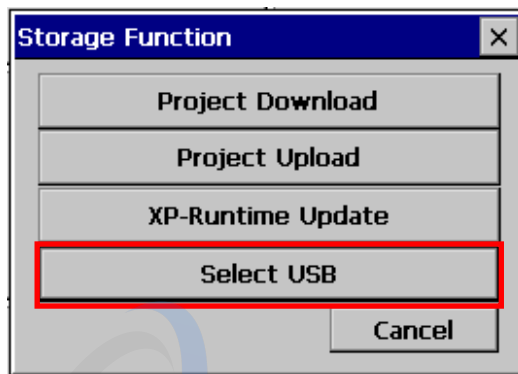 Storage Function
Project Download
Project Upload
XP-Runtime Update
Select USB
Cancel